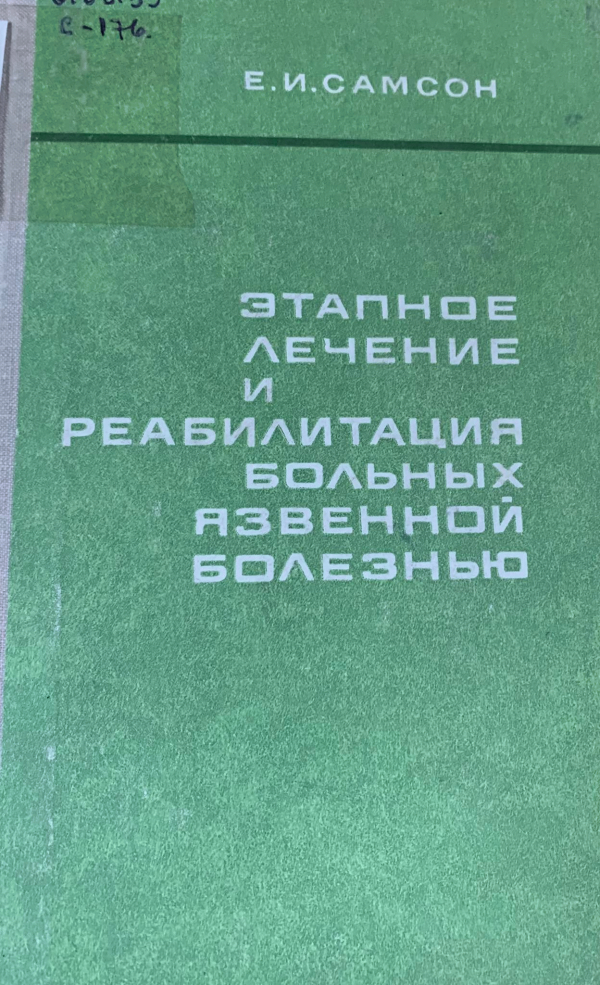 С-176.
Е.И.САМСОН
ЭТАПНОЕ
ЛЕЧЕНИЕ
И
РЕАБИЛИТАЦИЯ
БОЛЬНЫХ
ЯЗВЕННОЙ
БОЛЕЗНЬЮ